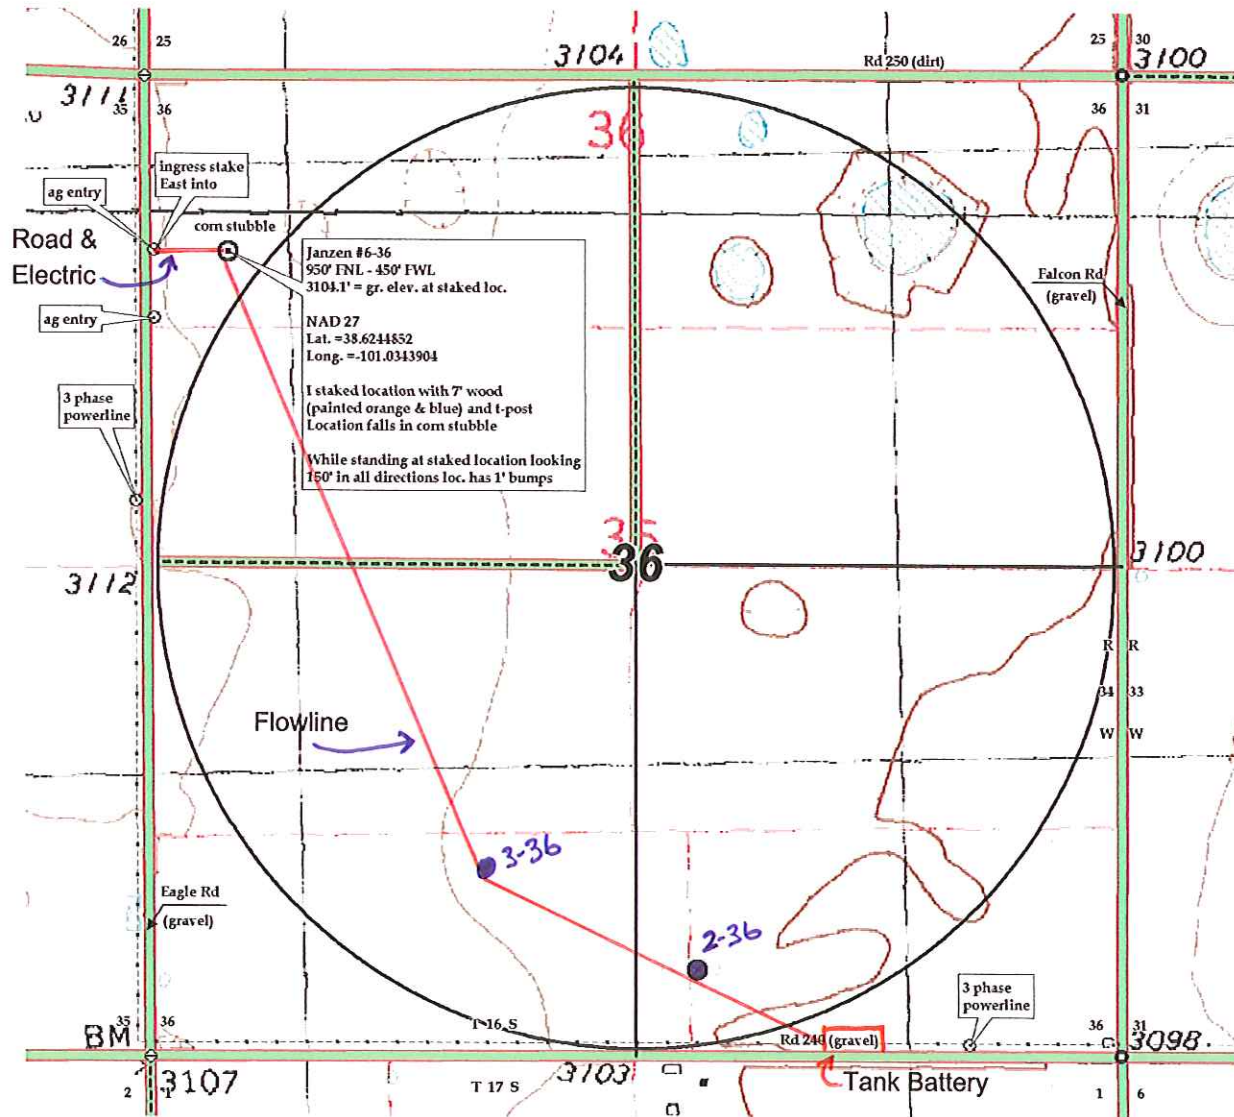 26 25
3104
Rd 250 (dirt)
25 30
3100
3111
35 36
36
36 31
ingress stake
East into
ag entry
corn stubble
Road &
Electric
Janzen #6-36
950' FNL - 450' FWL
3104.1' = gr. elev. at staked loc.
NAD 27
Lat. =38.6244852
Long. =-101.0343904
I staked location with 7' wood
(painted orange & blue) and t-post
Location falls in corn stubble
While standing at staked location looking
150' in all directions loc. has 1' bumps
Falcon Rd
(gravel)
ag entry
3 phase
powerline
36
3100
3112
R R
34 33
W W
Flowline
3-36
Eagle Rd
(gravel)
2-36
3 phase
powerline
35 36
BM
T 16 S
Rd 240 (gravel)
36 31
3098
3107
3103
T 17 S
Tank Battery
2 1
1 6